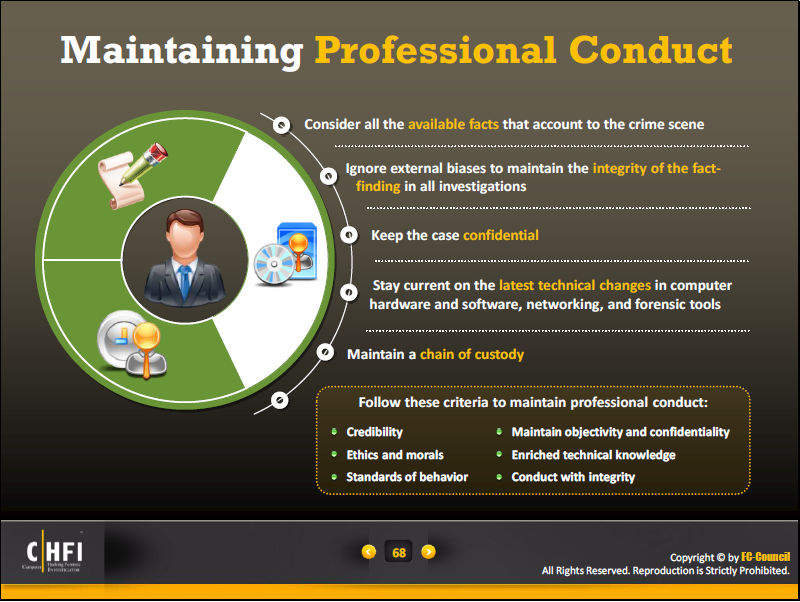 Maintaining Professional Conduct
Consider all the available facts that account to the crime scene
Ignore external biases to maintain the integrity of the fact-
finding in all investigations
Keep the case confidential
Stay current on the latest technical changes in computer
hardware and software, networking, and forensic tools
Maintain a chain of custody
Follow these criteria to maintain professional conduct:
Credibility
Ethics and morals
Standards of behavior
Maintain objectivity and confidentiality
Enriched technical knowledge
Conduct with integrity
CHFI
Computer Hacking Forensic
INVESTIGATOR
68
Copyright © by EC-Council
All Rights Reserved. Reproduction is Strictly Prohibited.